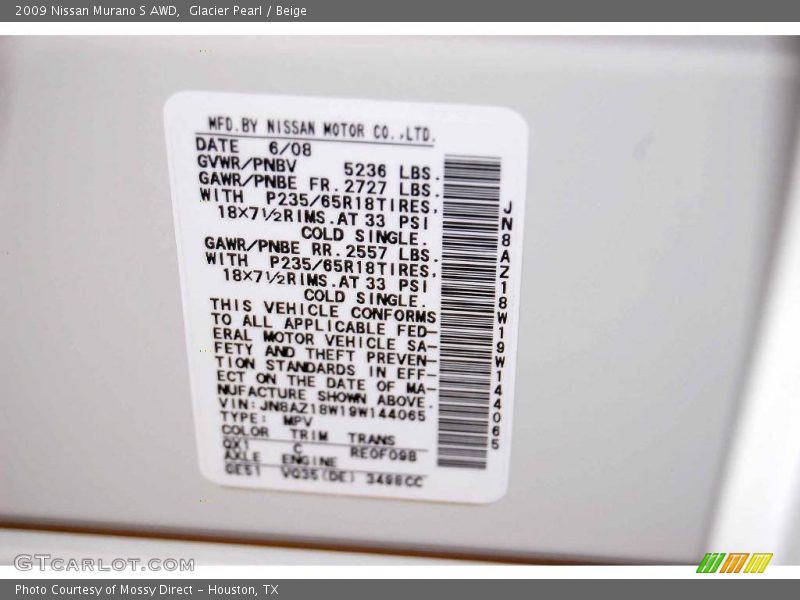 2009 Nissan Murano S AWD,  Glacier Pearl / Beige
MFD.BY NISSAN MOTOR CO.,LTD.
DATE 6/08
GVWR/PNBV 5236 LBS.
GAWR/PNBE FR. 2727 LBS.
WITH P235/65R18TIRES,
18×7½RIMS.AT 33 PSI
COLD SINGLE.
GAWR/PNBE RR. 2557 LBS.
WITH P235/65R18TIRES,
18×7½RIMS.AT 33 PSI
COLD SINGLE.
THIS VEHICLE CONFORMS
TO ALL APPLICABLE FED-
ERAL MOTOR VEHICLE SA-
FETY AND THEFT PREVEN-
TION STANDARDS IN EFF-
ECT ON THE DATE OF MA-
NUFACTURE SHOWN ABOVE.
VIN:JN8AZ18W19W144065
TYPE: MPV
COLOR TRIM TRANS
QX1 C RE0F09B
AXLE ENGINE
GE51 VQ35(DE) 3498CC
JN8AZ18W19W144065
GTCARLOT.COM
Photo Courtesy of Mossy Direct – Houston, TX